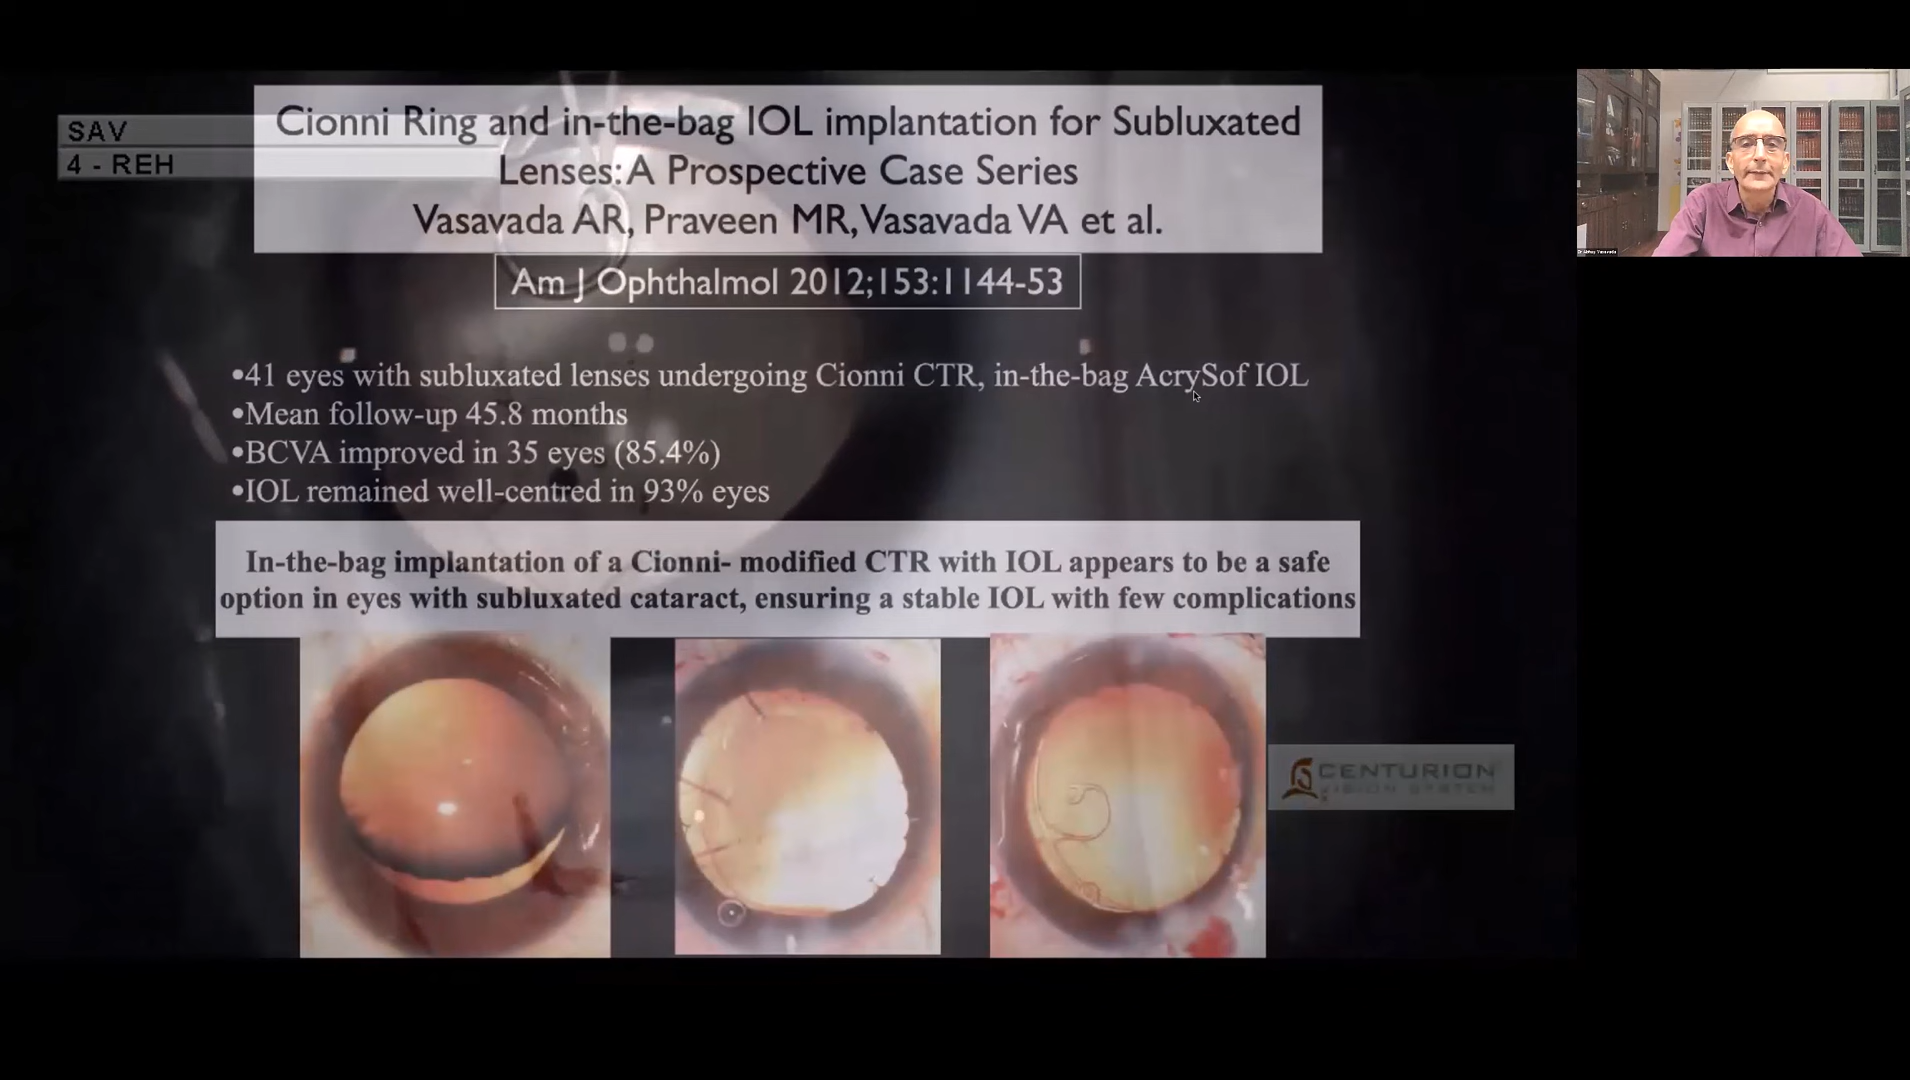 SAV
4 - REH
Cionni Ring and in-the-bag IOL implantation for Subluxated
Lenses: A Prospective Case Series
Vasavada AR, Praveen MR, Vasavada VA et al.
Am J Ophthalmol 2012;153:1144-53
•41 eyes with subluxated lenses undergoing Cionni CTR, in-the-bag AcrySof IOL
•Mean follow-up 45.8 months
•BCVA improved in 35 eyes (85.4%)
•IOL remained well-centred in 93% eyes
In-the-bag implantation of a Cionni- modified CTR with IOL appears to be a safe
option in eyes with subluxated cataract, ensuring a stable IOL with few complications
CENTURION
VISION SYSTEM